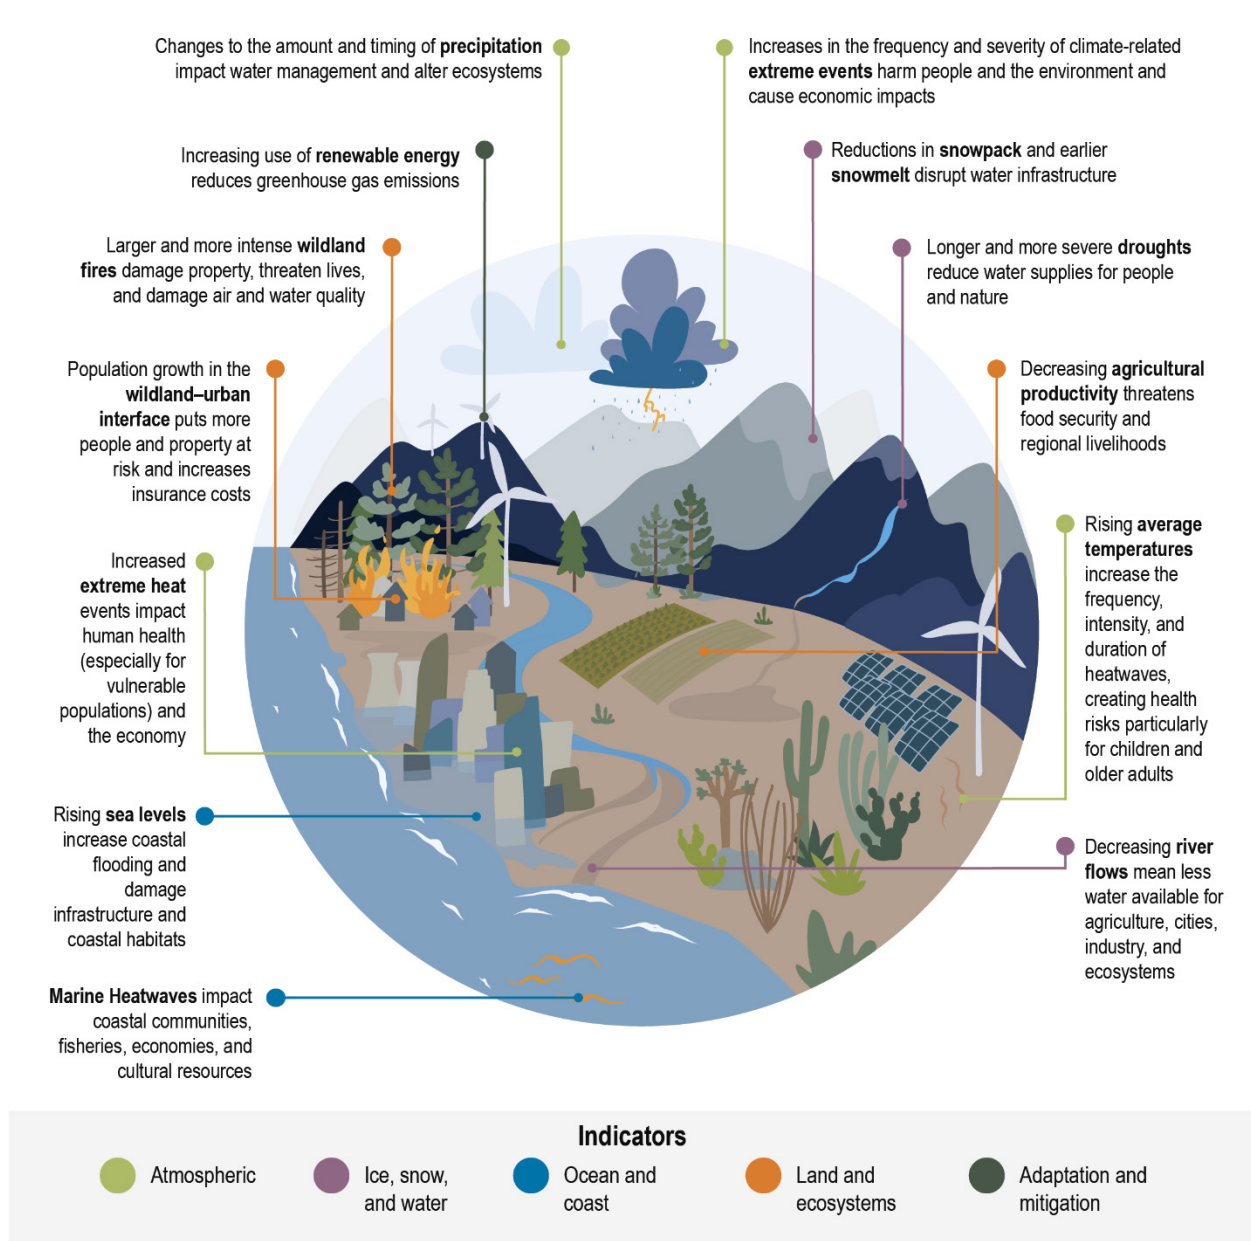 Changes to the amount and timing of precipitation
impact water management and alter ecosystems
Increases in the frequency and severity of climate-related
extreme events harm people and the environment and
cause economic impacts
Increasing use of renewable energy
reduces greenhouse gas emissions
Reductions in snowpack and earlier
snowmelt disrupt water infrastructure
Larger and more intense wildland
fires damage property, threaten lives,
and damage air and water quality
Longer and more severe droughts
reduce water supplies for people
and nature
Population growth in the
wildland–urban
interface puts more
people and property at
risk and increases
insurance costs
Decreasing agricultural
productivity threatens
food security and
regional livelihoods
Increased
extreme heat
events impact
human health
(especially for
vulnerable
populations) and
the economy
Rising average
temperatures
increase the
frequency,
intensity, and
duration of
heatwaves,
creating health
risks particularly
for children and
older adults
Rising sea levels
increase coastal
flooding and
damage
infrastructure and
coastal habitats
Decreasing river
flows mean less
water available for
agriculture, cities,
industry, and
ecosystems
Marine Heatwaves impact
coastal communities,
fisheries, economies, and
cultural resources
Indicators
Atmospheric
Ice, snow,
and water
Ocean and
coast
Land and
ecosystems
Adaptation and
mitigation